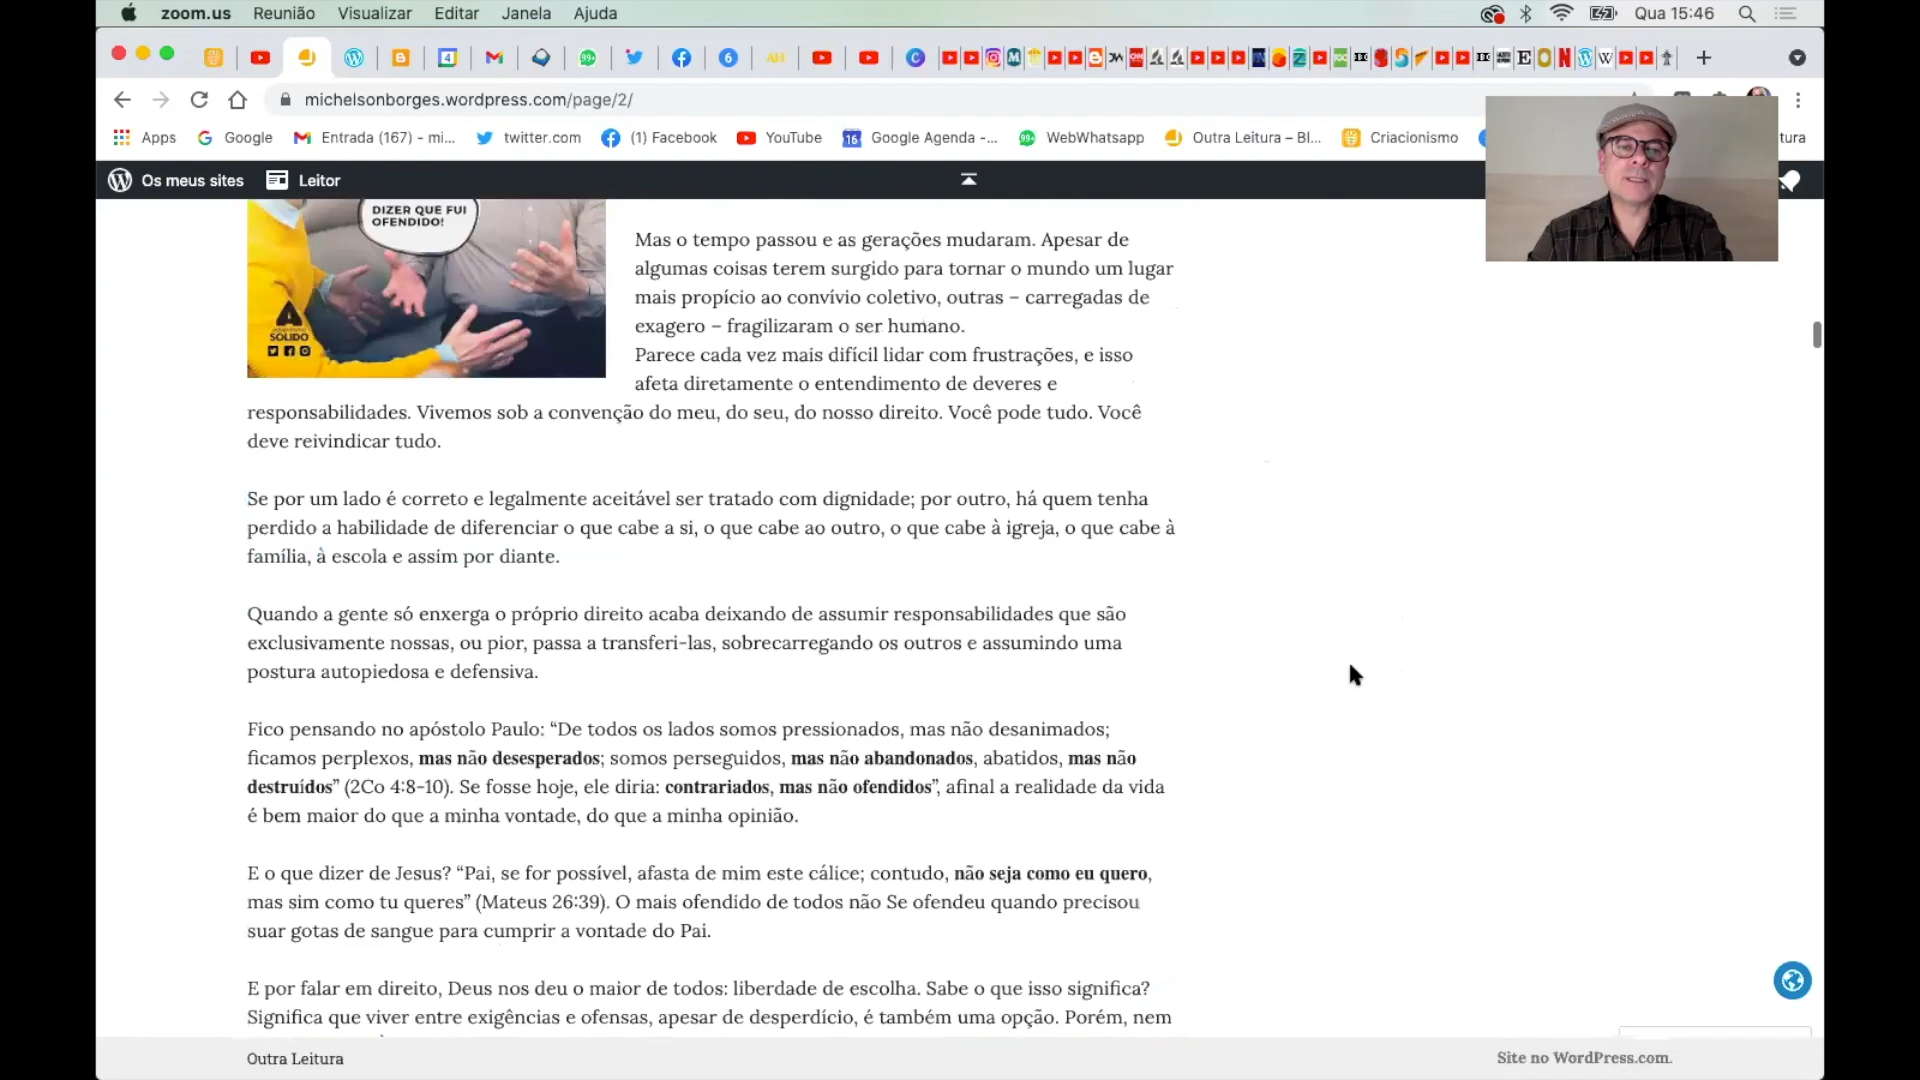 zoom.us Reunião Visualizar Editar Janela Ajuda
Qua 15:46
michelsonborges.wordpress.com/page/2/
Apps Google Entrada (167) - mi... twitter.com (1) Facebook YouTube Google Agenda -... WebWhatsapp Outra Leitura – Bl... Criacionismo tura
Os meus sites Leitor
DIZER QUE FUI
OFENDIDO!
SOLIDO
Mas o tempo passou e as gerações mudaram. Apesar de
algumas coisas terem surgido para tornar o mundo um lugar
mais propício ao convívio coletivo, outras – carregadas de
exagero – fragilizaram o ser humano.
Parece cada vez mais difícil lidar com frustrações, e isso
afeta diretamente o entendimento de deveres e
responsabilidades. Vivemos sob a convenção do meu, do seu, do nosso direito. Você pode tudo. Você
deve reivindicar tudo.
Se por um lado é correto e legalmente aceitável ser tratado com dignidade; por outro, há quem tenha
perdido a habilidade de diferenciar o que cabe a si, o que cabe ao outro, o que cabe à igreja, o que cabe à
família, à escola e assim por diante.
Quando a gente só enxerga o próprio direito acaba deixando de assumir responsabilidades que são
exclusivamente nossas, ou pior, passa a transferi-las, sobrecarregando os outros e assumindo uma
postura autopiedosa e defensiva.
Fico pensando no apóstolo Paulo: “De todos os lados somos pressionados, mas não desanimados;
ficamos perplexos, mas não desesperados; somos perseguidos, mas não abandonados, abatidos, mas não
destruídos” (2Co 4:8-10). Se fosse hoje, ele diria: contrariados, mas não ofendidos”, afinal a realidade da vida
é bem maior do que a minha vontade, do que a minha opinião.
E o que dizer de Jesus? “Pai, se for possível, afasta de mim este cálice; contudo, não seja como eu quero,
mas sim como tu queres” (Mateus 26:39). O mais ofendido de todos não Se ofendeu quando precisou
suar gotas de sangue para cumprir a vontade do Pai.
E por falar em direito, Deus nos deu o maior de todos: liberdade de escolha. Sabe o que isso significa?
Significa que viver entre exigências e ofensas, apesar de desperdício, é também uma opção. Porém, nem
Outra Leitura
Site no WordPress.com.